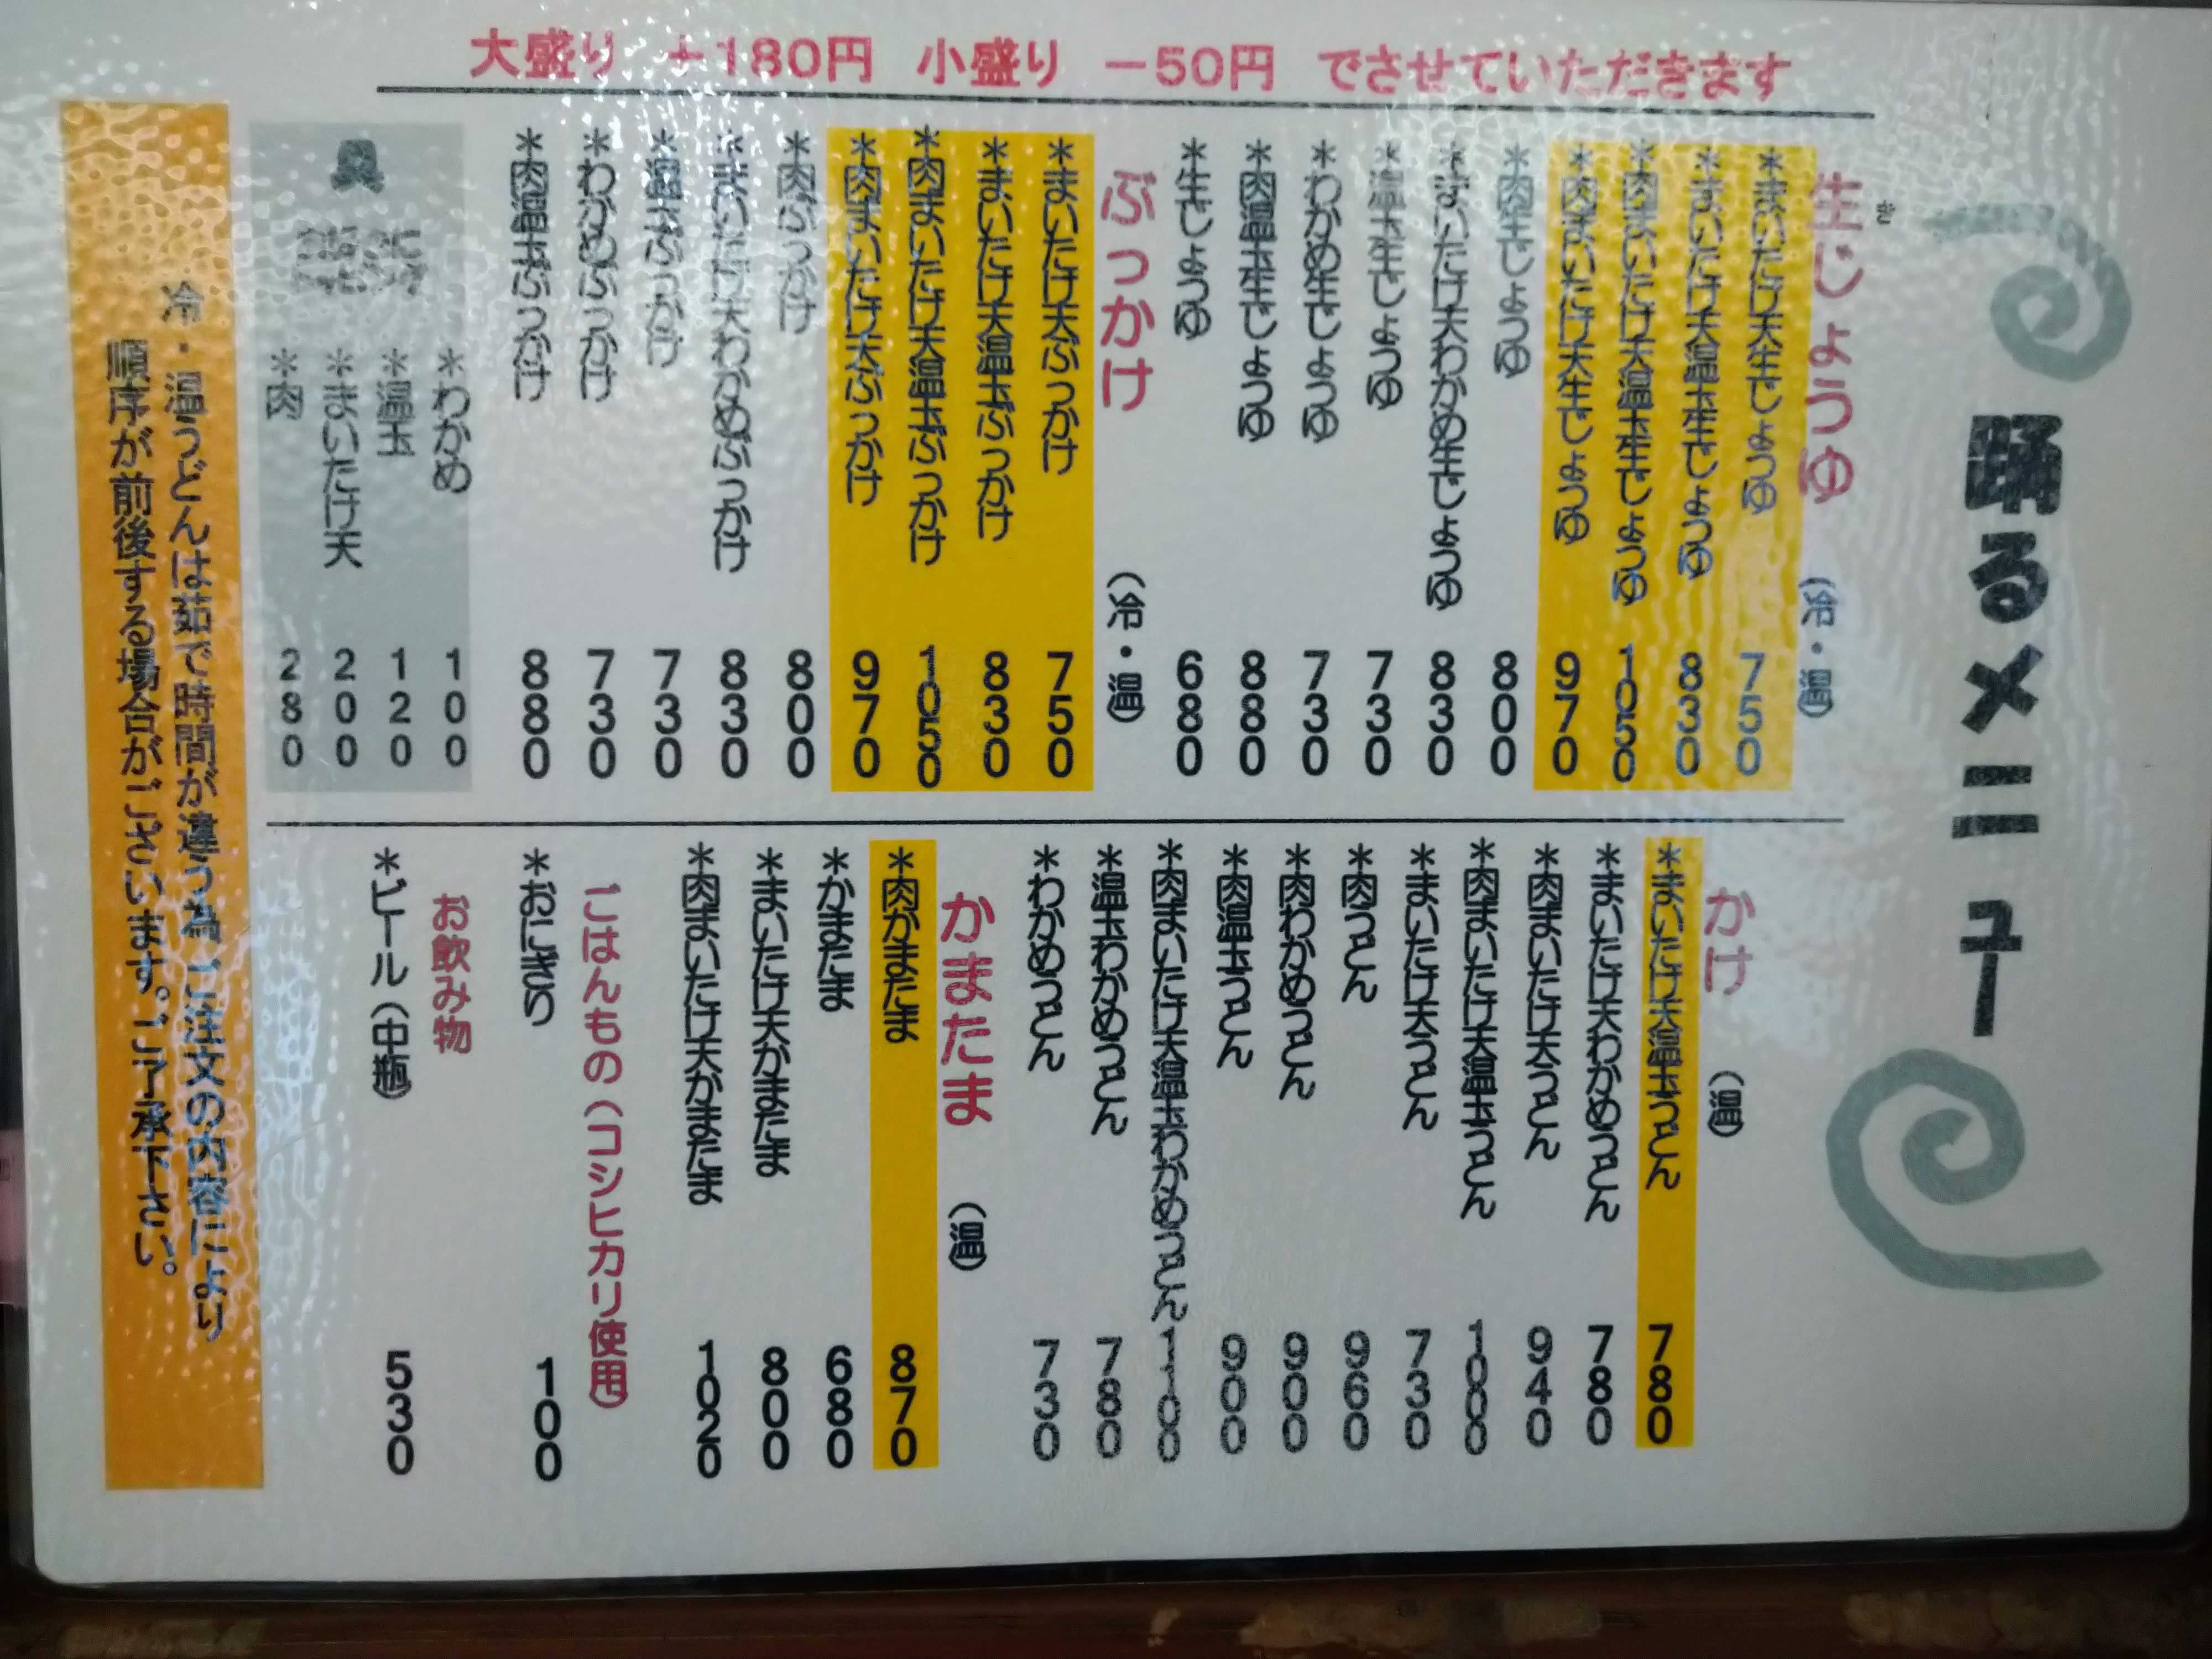 踊るメニュー
大盛り ＋180円 小盛り －50円 でさせていただきます
生じょうゆ （冷・温）
き
＊まいたけ天生じょうゆ 750
＊まいたけ天温玉生じょうゆ 830
＊肉まいたけ天温玉生じょうゆ 1050
＊肉まいたけ天生じょうゆ 970
＊肉生じょうゆ 800
＊まいたけ天わかめ生じょうゆ 830
＊温玉生じょうゆ 730
＊わかめ生じょうゆ 730
＊肉温玉生じょうゆ 880
＊生じょうゆ 680
ぶっかけ （冷・温）
＊まいたけ天ぶっかけ 750
＊まいたけ天温玉ぶっかけ 830
＊肉まいたけ天温玉ぶっかけ 1050
＊肉まいたけ天ぶっかけ 970
＊肉ぶっかけ 800
＊まいたけ天わかめぶっかけ 830
＊温玉ぶっかけ 730
＊わかめぶっかけ 730
＊肉温玉ぶっかけ 880
具
＊わかめ 100
＊温玉 120
＊まいたけ天 200
＊肉 280
かけ （温）
＊まいたけ天温玉うどん 780
＊まいたけ天わかめうどん 780
＊肉まいたけ天うどん 940
＊肉まいたけ天温玉うどん 1000
＊まいたけ天うどん 730
＊肉うどん 960
＊肉わかめうどん 900
＊肉温玉うどん 900
＊肉まいたけ天温玉わかめうどん 1100
＊温玉わかめうどん 780
＊わかめうどん 730
かまたま （温）
＊肉かまたま 870
＊かまたま 680
＊まいたけ天かまたま 800
＊肉まいたけ天かまたま 1020
ごはんもの（コシヒカリ使用）
＊おにぎり 100
お飲み物
＊ビール（中瓶） 530
冷・温うどんは茹で時間が違う為、ご注文の内容により
順序が前後する場合がございます。ご了承下さい。